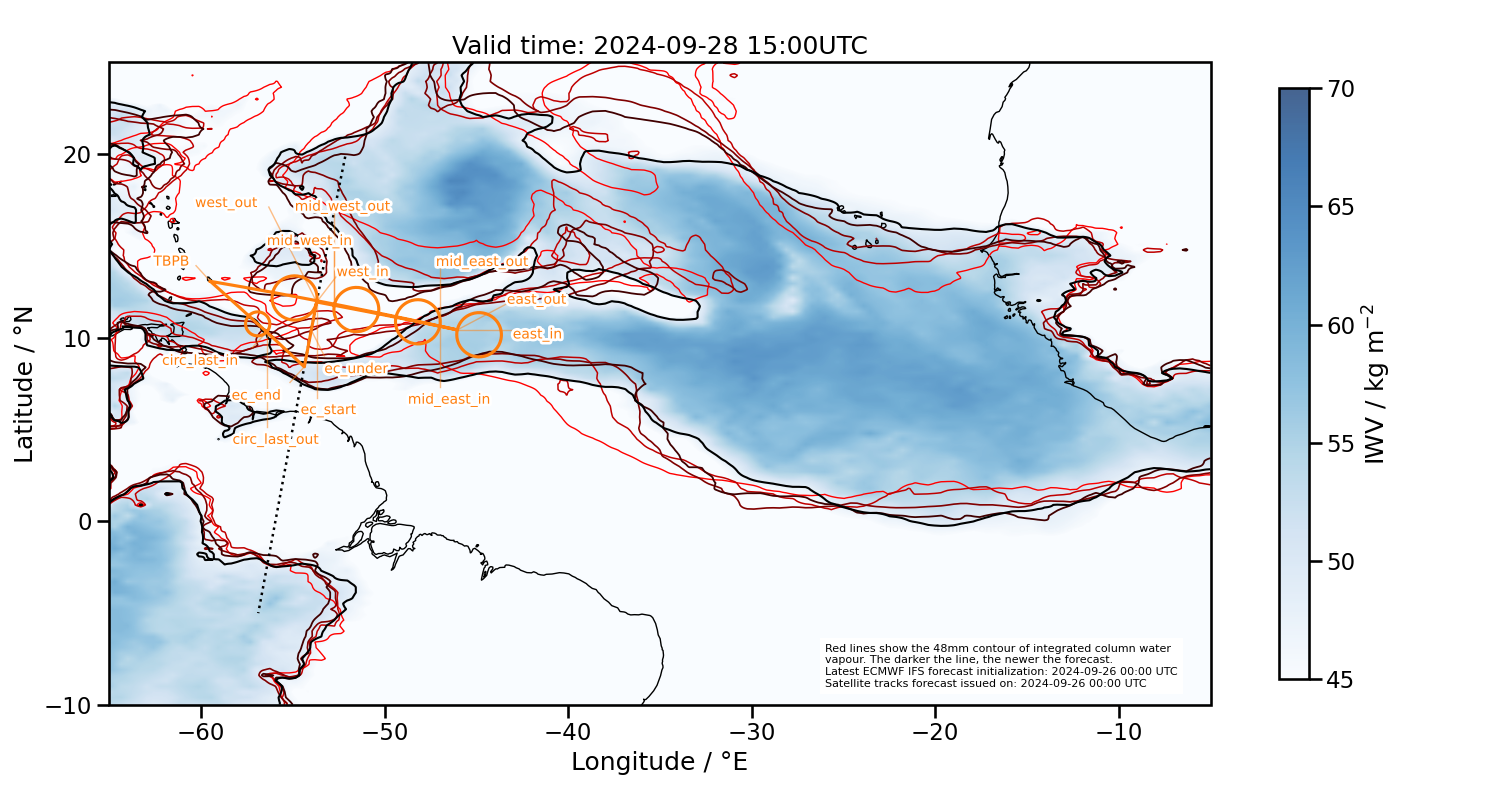 Valid time: 2024-09-28 15:00UTC
Latitude / °N
20
10
0
−10
−60
−50
−40
−30
−20
−10
Longitude / °E
west_out
mid_west_out
mid_west_in
TBPB
west_in
mid_east_out
east_out
east_in
circ_last_in
ec_under
ec_end
mid_east_in
ec_start
circ_last_out
Red lines show the 48mm contour of integrated column water
vapour. The darker the line, the newer the forecast.
Latest ECMWF IFS forecast initialization: 2024-09-26 00:00 UTC
Satellite tracks forecast issued on: 2024-09-26 00:00 UTC
70
65
60
55
50
45
IWV / kg m⁻²